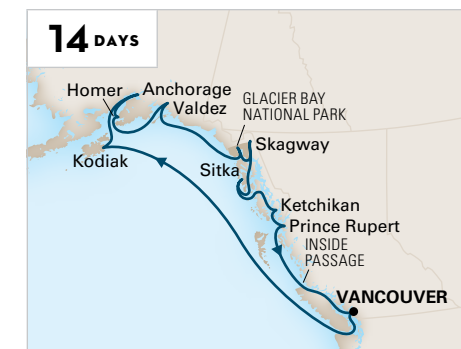 14 DAYS
Homer
Anchorage
Valdez
GLACIER BAY
NATIONAL PARK
Skagway
Kodiak
Sitka
Ketchikan
Prince Rupert
INSIDE
PASSAGE
VANCOUVER